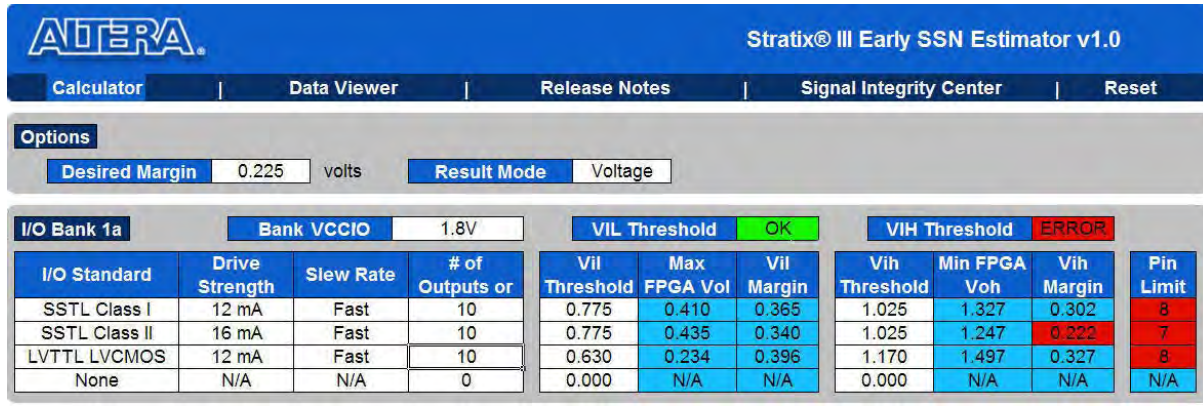 ALTERA® Stratix® III Early SSN Estimator v1.0
Calculator | Data Viewer | Release Notes | Signal Integrity Center | Reset
Options
Desired Margin 0.225 volts Result Mode Voltage
I/O Bank 1a Bank VCCIO 1.8V VIL Threshold OK VIH Threshold ERROR
I/O Standard Drive Strength Slew Rate # of Outputs or Vil Threshold Max FPGA Vol Vil Margin Vih Threshold Min FPGA Voh Vih Margin Pin Limit
SSTL Class I 12 mA Fast 10 0.775 0.410 0.365 1.025 1.327 0.302 8
SSTL Class II 16 mA Fast 10 0.775 0.435 0.340 1.025 1.247 0.222 7
LVTTL LVCMOS 12 mA Fast 10 0.630 0.234 0.396 1.170 1.497 0.327 8
None N/A N/A 0 0.000 N/A N/A 0.000 N/A N/A N/A